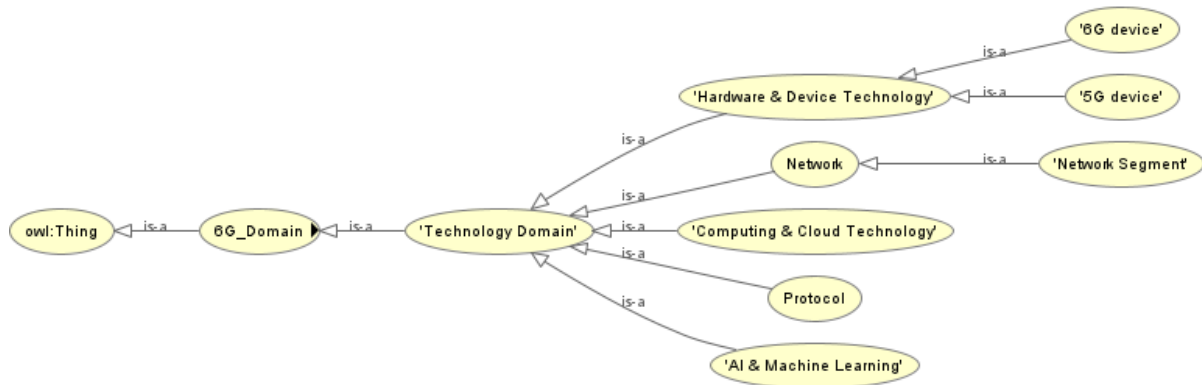 '6G device'
is-a
'Hardware & Device Technology'
is-a
'5G device'
is-a
Network
is-a
'Network Segment'
is-a
owl:Thing
is-a
6G_Domain
is-a
'Technology Domain'
is-a
'Computing & Cloud Technology'
is-a
Protocol
is-a
'AI & Machine Learning'